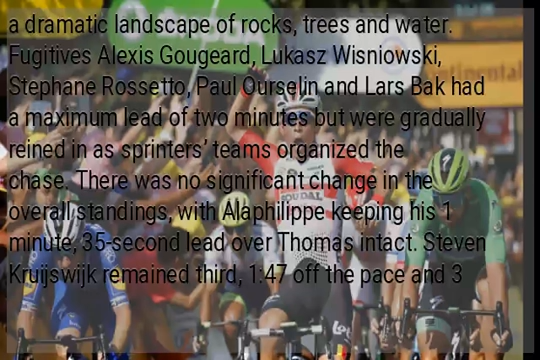 a dramatic landscape of rocks, trees and water.
Fugitives Alexis Gougeard, Lukasz Wisniowski,
Stephane Rossetto, Paul Ourselin and Lars Bak had
a maximum lead of two minutes but were gradually
reined in as sprinters' teams organized the
chase. There was no significant change in the
overall standings, with Alaphilippe keeping his 1
minute, 35-second lead over Thomas intact. Steven
Kruijswijk remained third, 1:47 off the pace and 3
Continental
SOUDAL